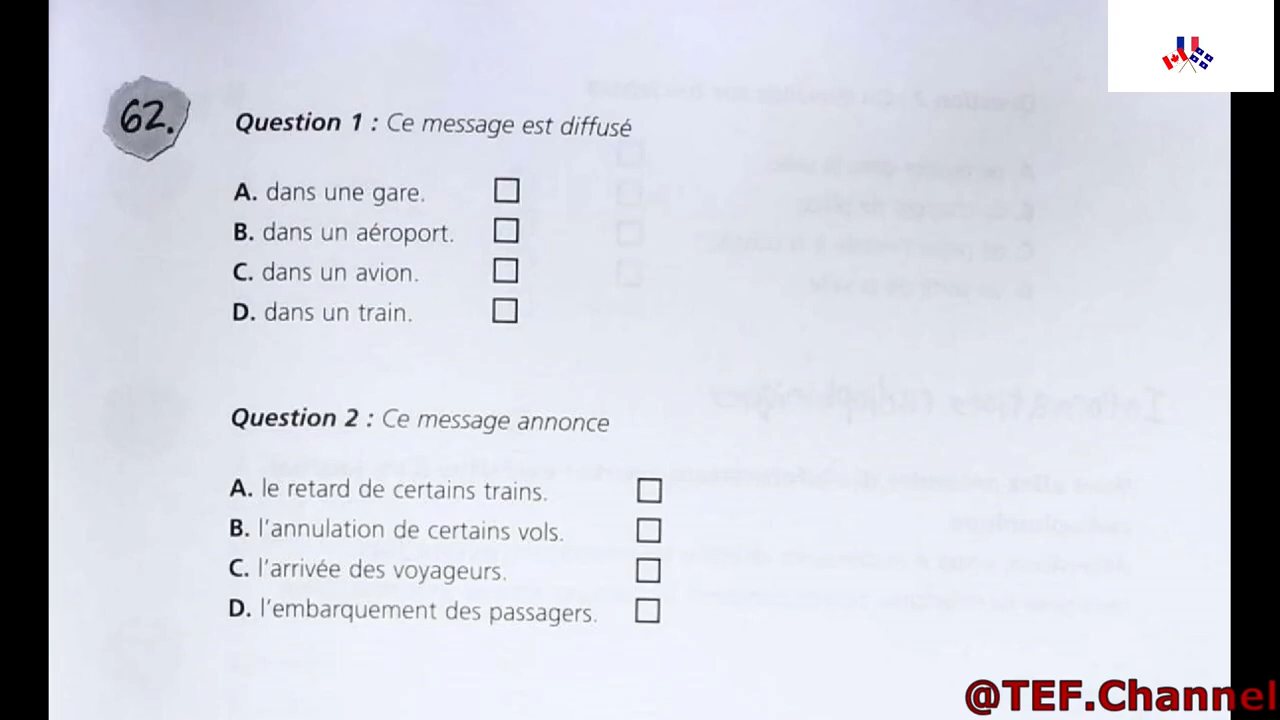 62.
Question 1 : Ce message est diffusé
A. dans une gare.
B. dans un aéroport.
C. dans un avion.
D. dans un train.
Question 2 : Ce message annonce
A. le retard de certains trains.
B. l'annulation de certains vols.
C. l'arrivée des voyageurs.
D. l'embarquement des passagers.
@TEF.Channel